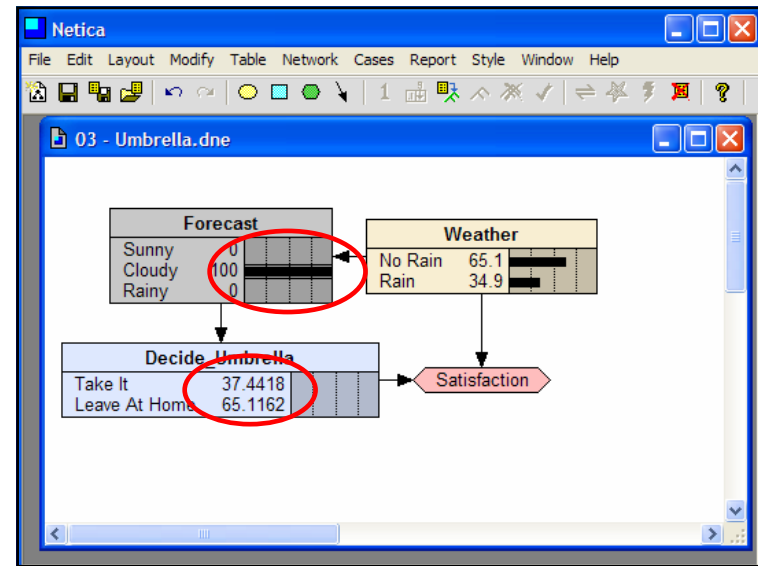 Netica
File Edit Layout Modify Table Network Cases Report Style Window Help
1 ?
03 - Umbrella.dne
Forecast
Sunny 0
Cloudy 100
Rainy 0
Weather
No Rain 65.1
Rain 34.9
Decide_Umbrella
Take It 37.4418
Leave At Home 65.1162
Satisfaction